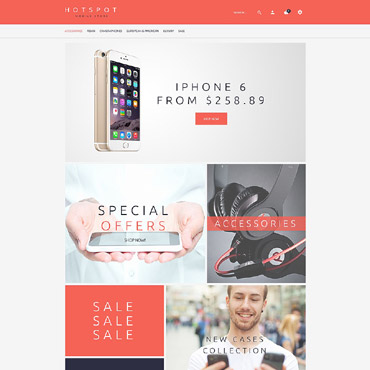 HOTSPOT
IPHONE 6
FROM $258.89
SHOP NOW!
SPECIAL
OFFERS
SHOP NOW!
ACCESSORIES
SALE
SALE
SALE
NEW CASES
COLLECTION